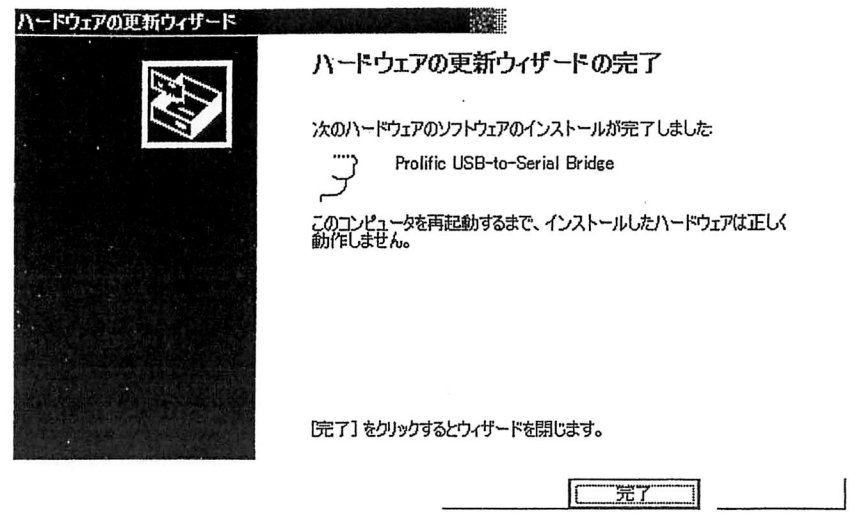 ハードウェアの更新ウィザード
ハードウェアの更新ウィザードの完了
次のハードウェアのソフトウェアのインストールが完了しました:
Prolific USB-to-Serial Bridge
このコンピュータを再起動するまで、インストールしたハードウェアは正しく
動作しません。
[完了] をクリックするとウィザードを閉じます。
完了